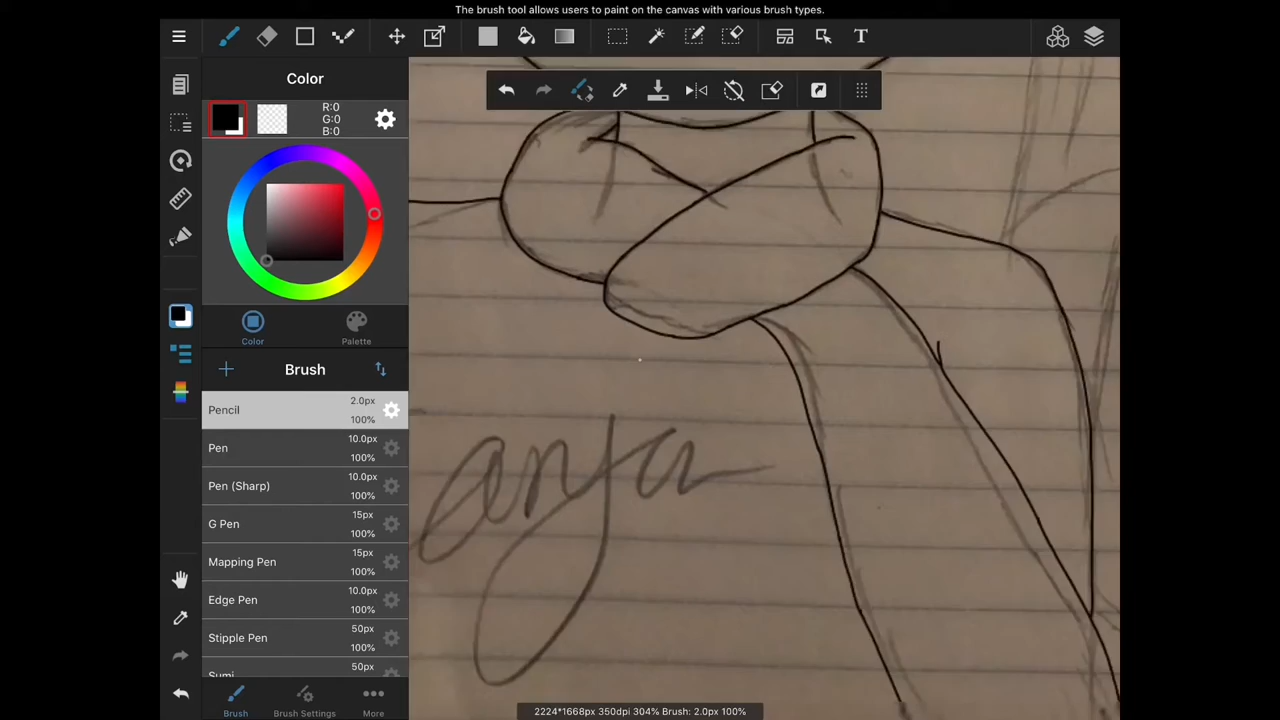 The brush tool allows users to paint on the canvas with various brush types.
T
Color
R:0
G:0
B:0
Color
Palette
Brush
Pencil
2.0px
100%
Pen
10.0px
100%
Pen (Sharp)
10.0px
100%
G Pen
15px
100%
Mapping Pen
15px
100%
Edge Pen
10.0px
100%
Stipple Pen
50px
100%
Sumi
50px
Brush
Brush Settings
More
anja
2224*1668px 350dpi 304% Brush: 2.0px 100%